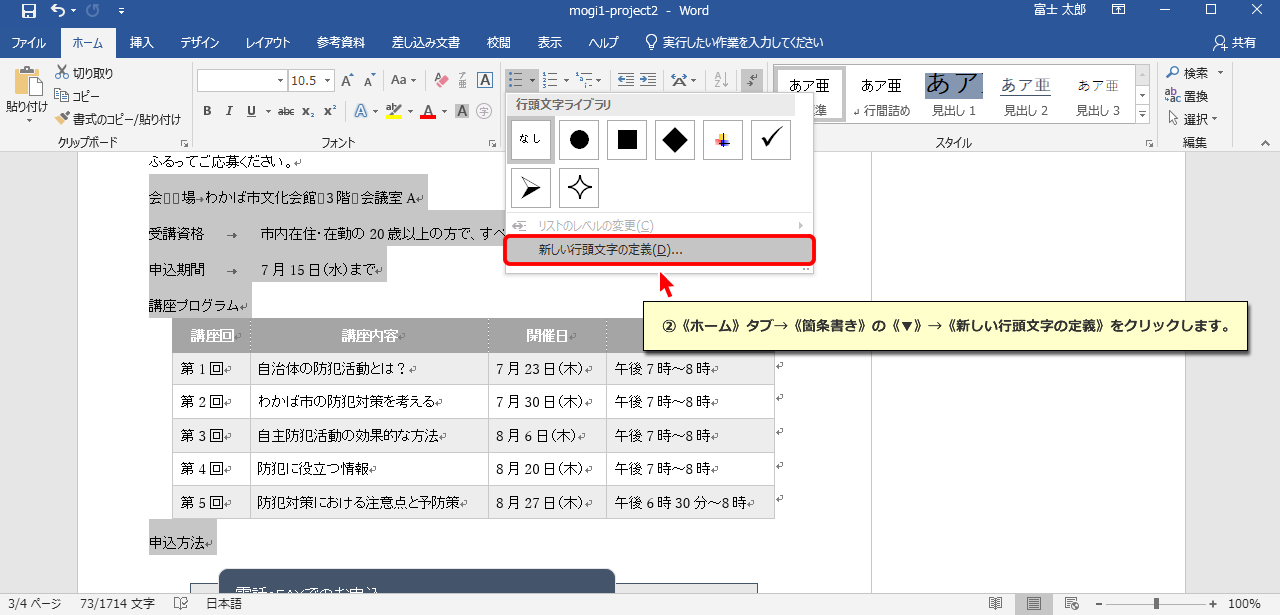 mogi1-project2 - Word
富士 太郎
ファイル ホーム 挿入 デザイン レイアウト 参考資料 差し込み文書 校閲 表示 ヘルプ 実行したい作業を入力してください 共有
貼り付け
切り取り
コピー
書式のコピー/貼り付け
クリップボード
10.5
Aa
B I U abc x₂ x²
フォント
行頭文字ライブラリ
なし
リストのレベルの変更(C)
新しい行頭文字の定義(D)...
あア亜 あア亜 あア あア亜 あア亜
準 行間詰め 見出し 1 見出し 2 見出し 3
スタイル
検索
置換
選択
編集
ふるってご応募ください。
会 場→わかば市文化会館 3階 会議室 A
受講資格 → 市内在住・在勤の 20 歳以上の方で、すべ
申込期間 → 7 月 15 日(水)まで
講座プログラム
②《ホーム》タブ→《箇条書き》の《▼》→《新しい行頭文字の定義》をクリックします。
講座回 講座内容 開催日
第 1 回 自治体の防犯活動とは？ 7 月 23 日(木) 午後 7 時～8 時
第 2 回 わかば市の防犯対策を考える 7 月 30 日(木) 午後 7 時～8 時
第 3 回 自主防犯活動の効果的な方法 8 月 6 日(木) 午後 7 時～8 時
第 4 回 防犯に役立つ情報 8 月 20 日(木) 午後 7 時～8 時
第 5 回 防犯対策における注意点と予防策 8 月 27 日(木) 午後 6 時 30 分～8 時
申込方法
電話・FAXでのお申込
3/4 ページ 73/1714 文字 日本語 100%